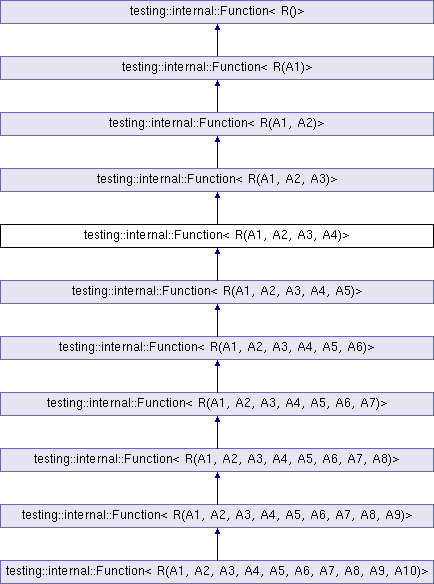 testing::internal::Function< R()>
testing::internal::Function< R(A1)>
testing::internal::Function< R(A1, A2)>
testing::internal::Function< R(A1, A2, A3)>
testing::internal::Function< R(A1, A2, A3, A4)>
testing::internal::Function< R(A1, A2, A3, A4, A5)>
testing::internal::Function< R(A1, A2, A3, A4, A5, A6)>
testing::internal::Function< R(A1, A2, A3, A4, A5, A6, A7)>
testing::internal::Function< R(A1, A2, A3, A4, A5, A6, A7, A8)>
testing::internal::Function< R(A1, A2, A3, A4, A5, A6, A7, A8, A9)>
testing::internal::Function< R(A1, A2, A3, A4, A5, A6, A7, A8, A9, A10)>